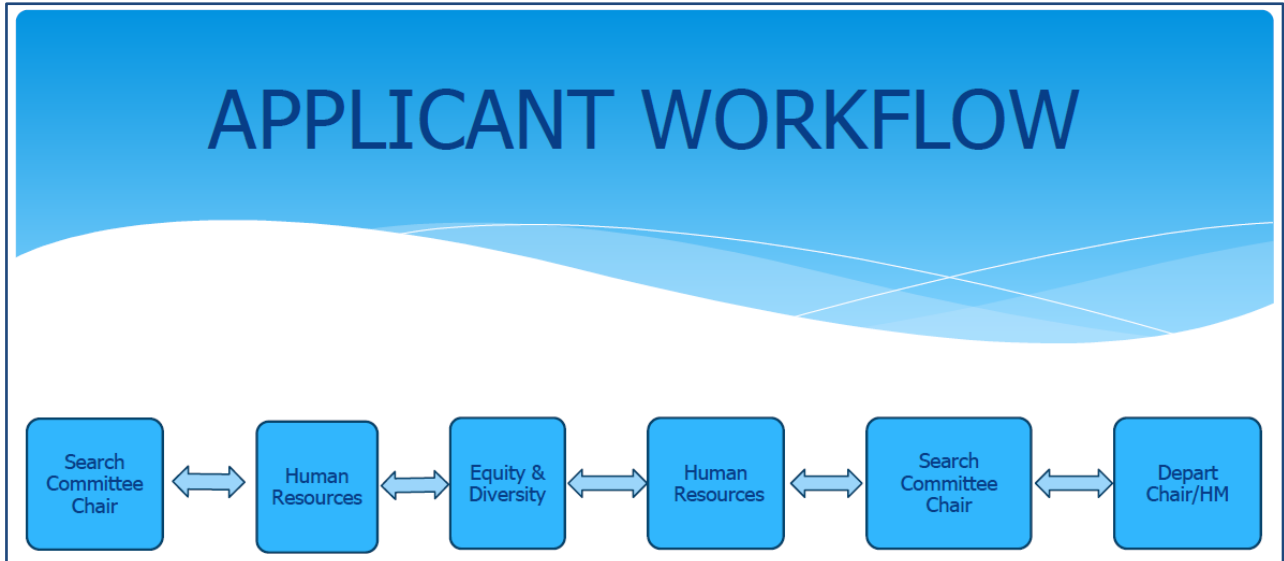 APPLICANT WORKFLOW
Search
Committee
Chair
Human
Resources
Equity &
Diversity
Human
Resources
Search
Committee
Chair
Depart
Chair/HM